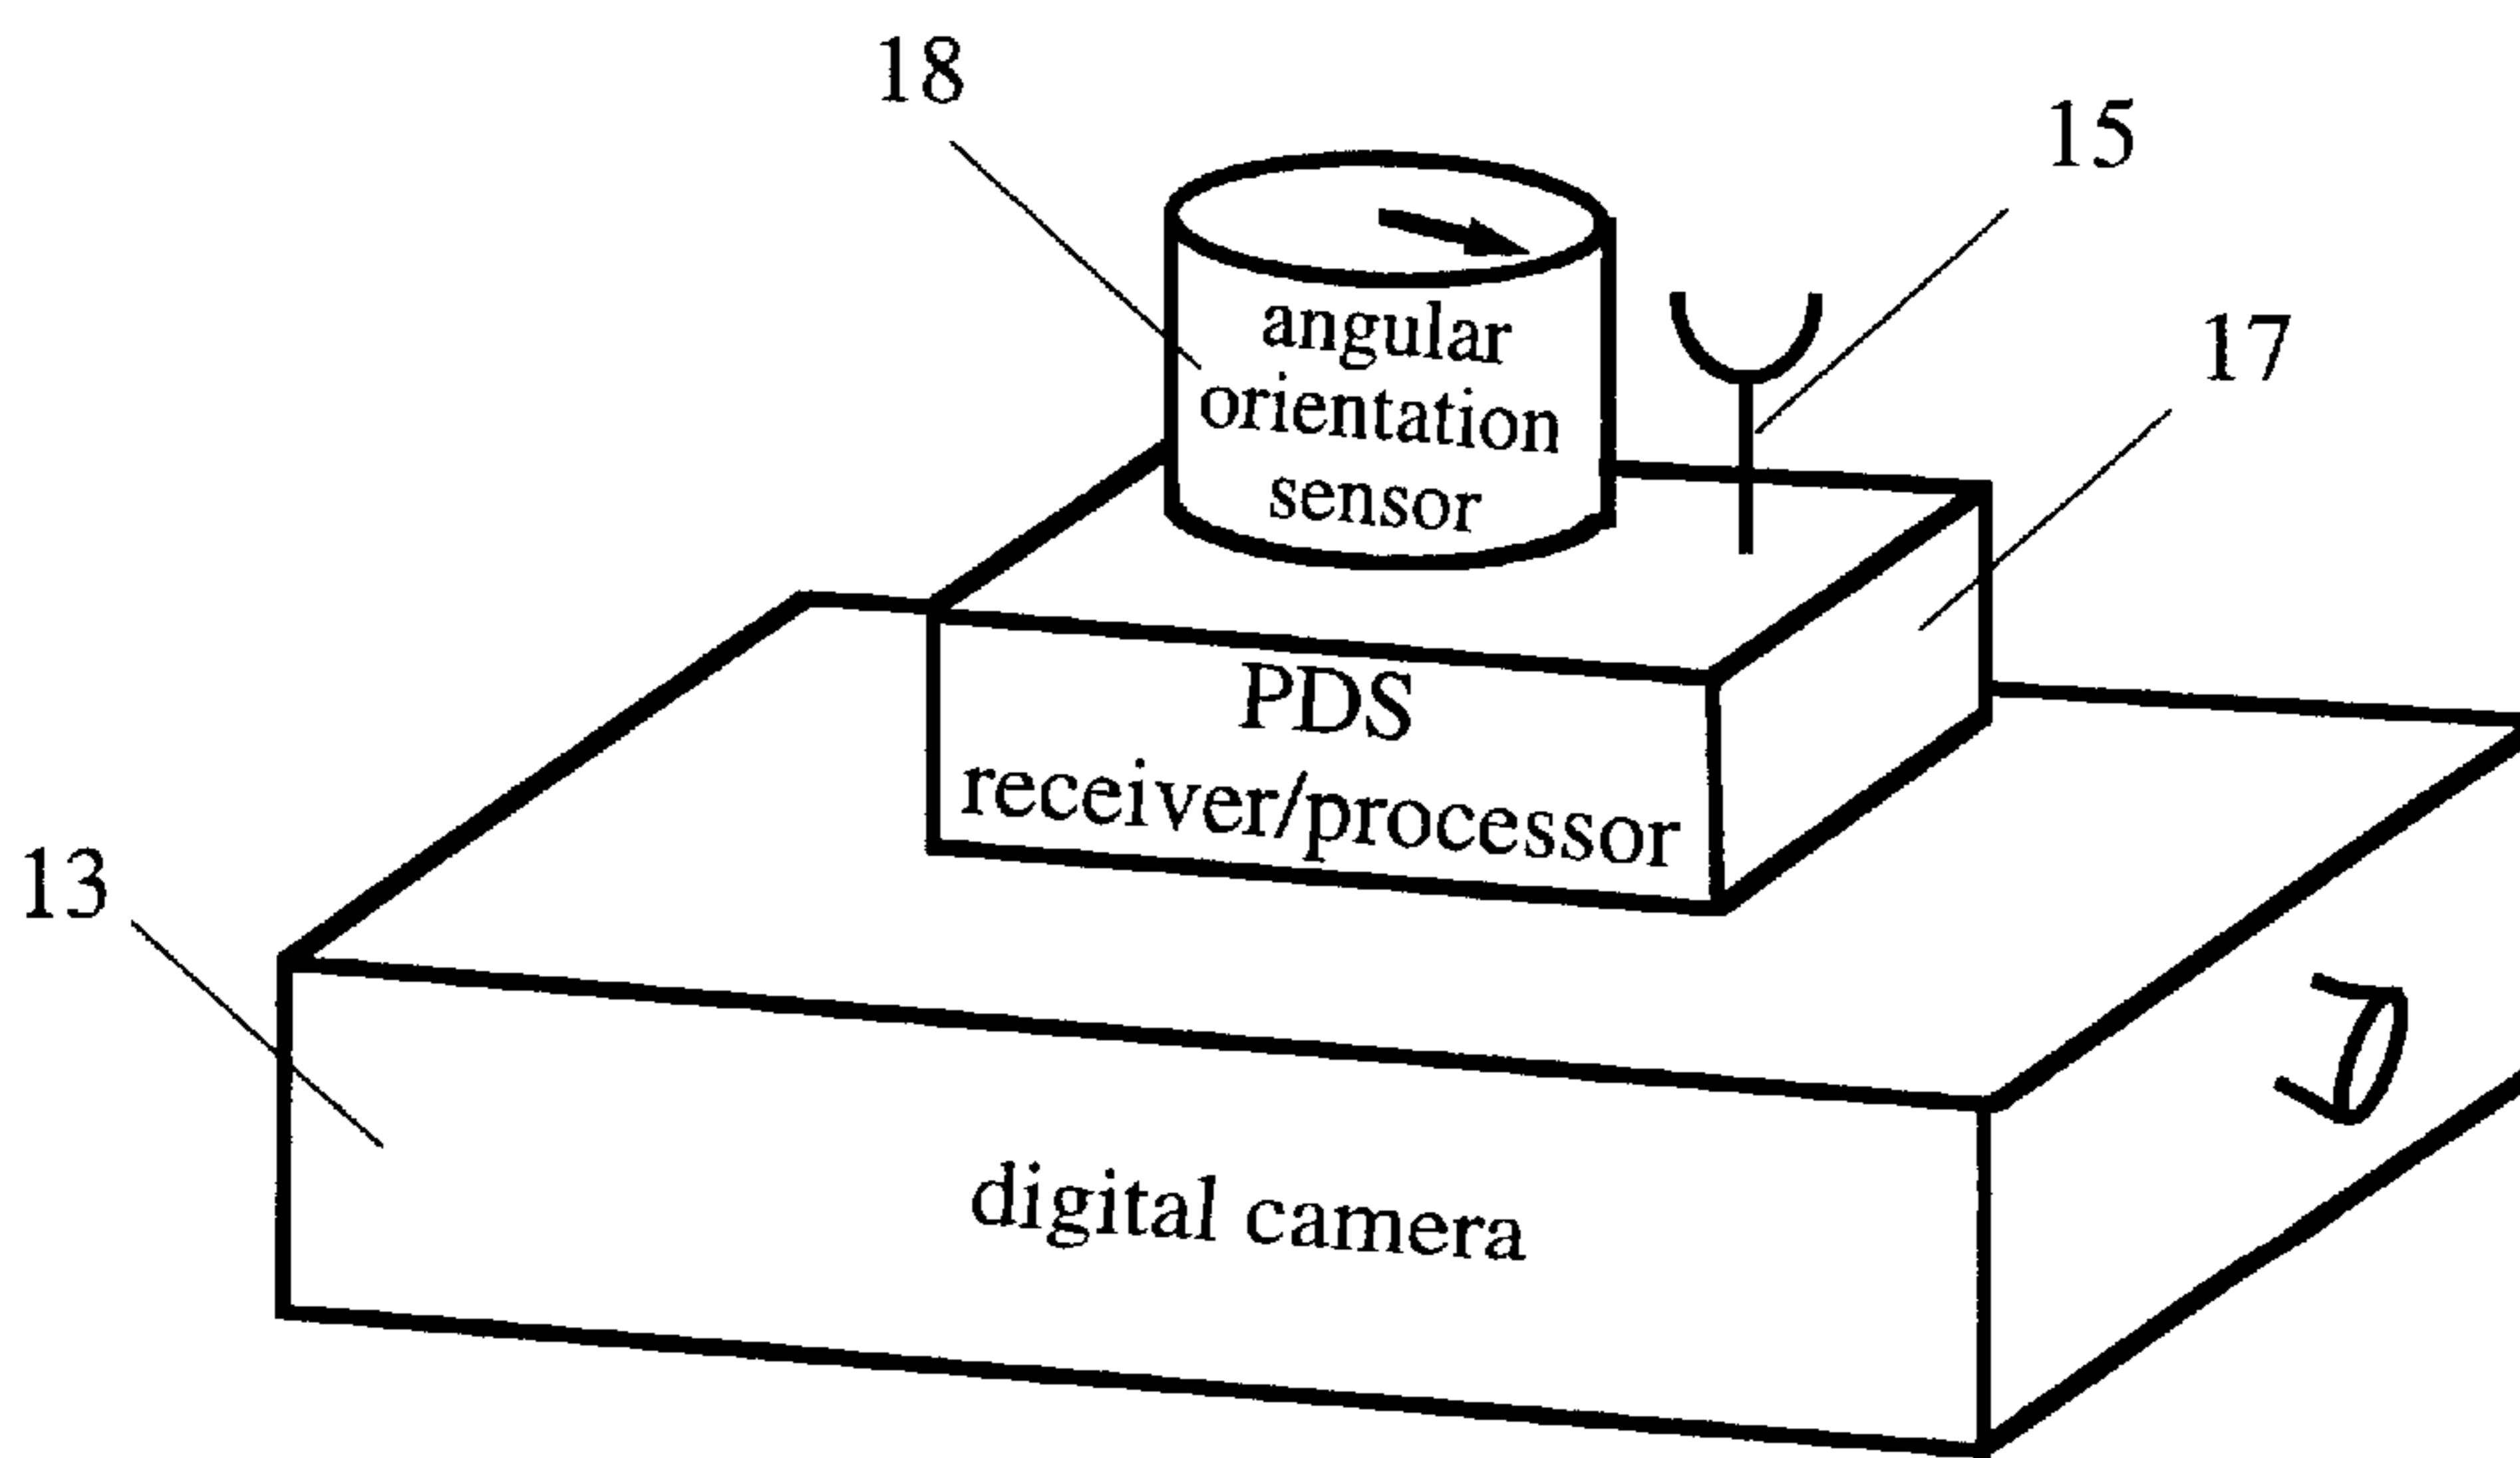 18
15
17
angular
orientation
sensor
PDS
receiver/processor
13
digital camera